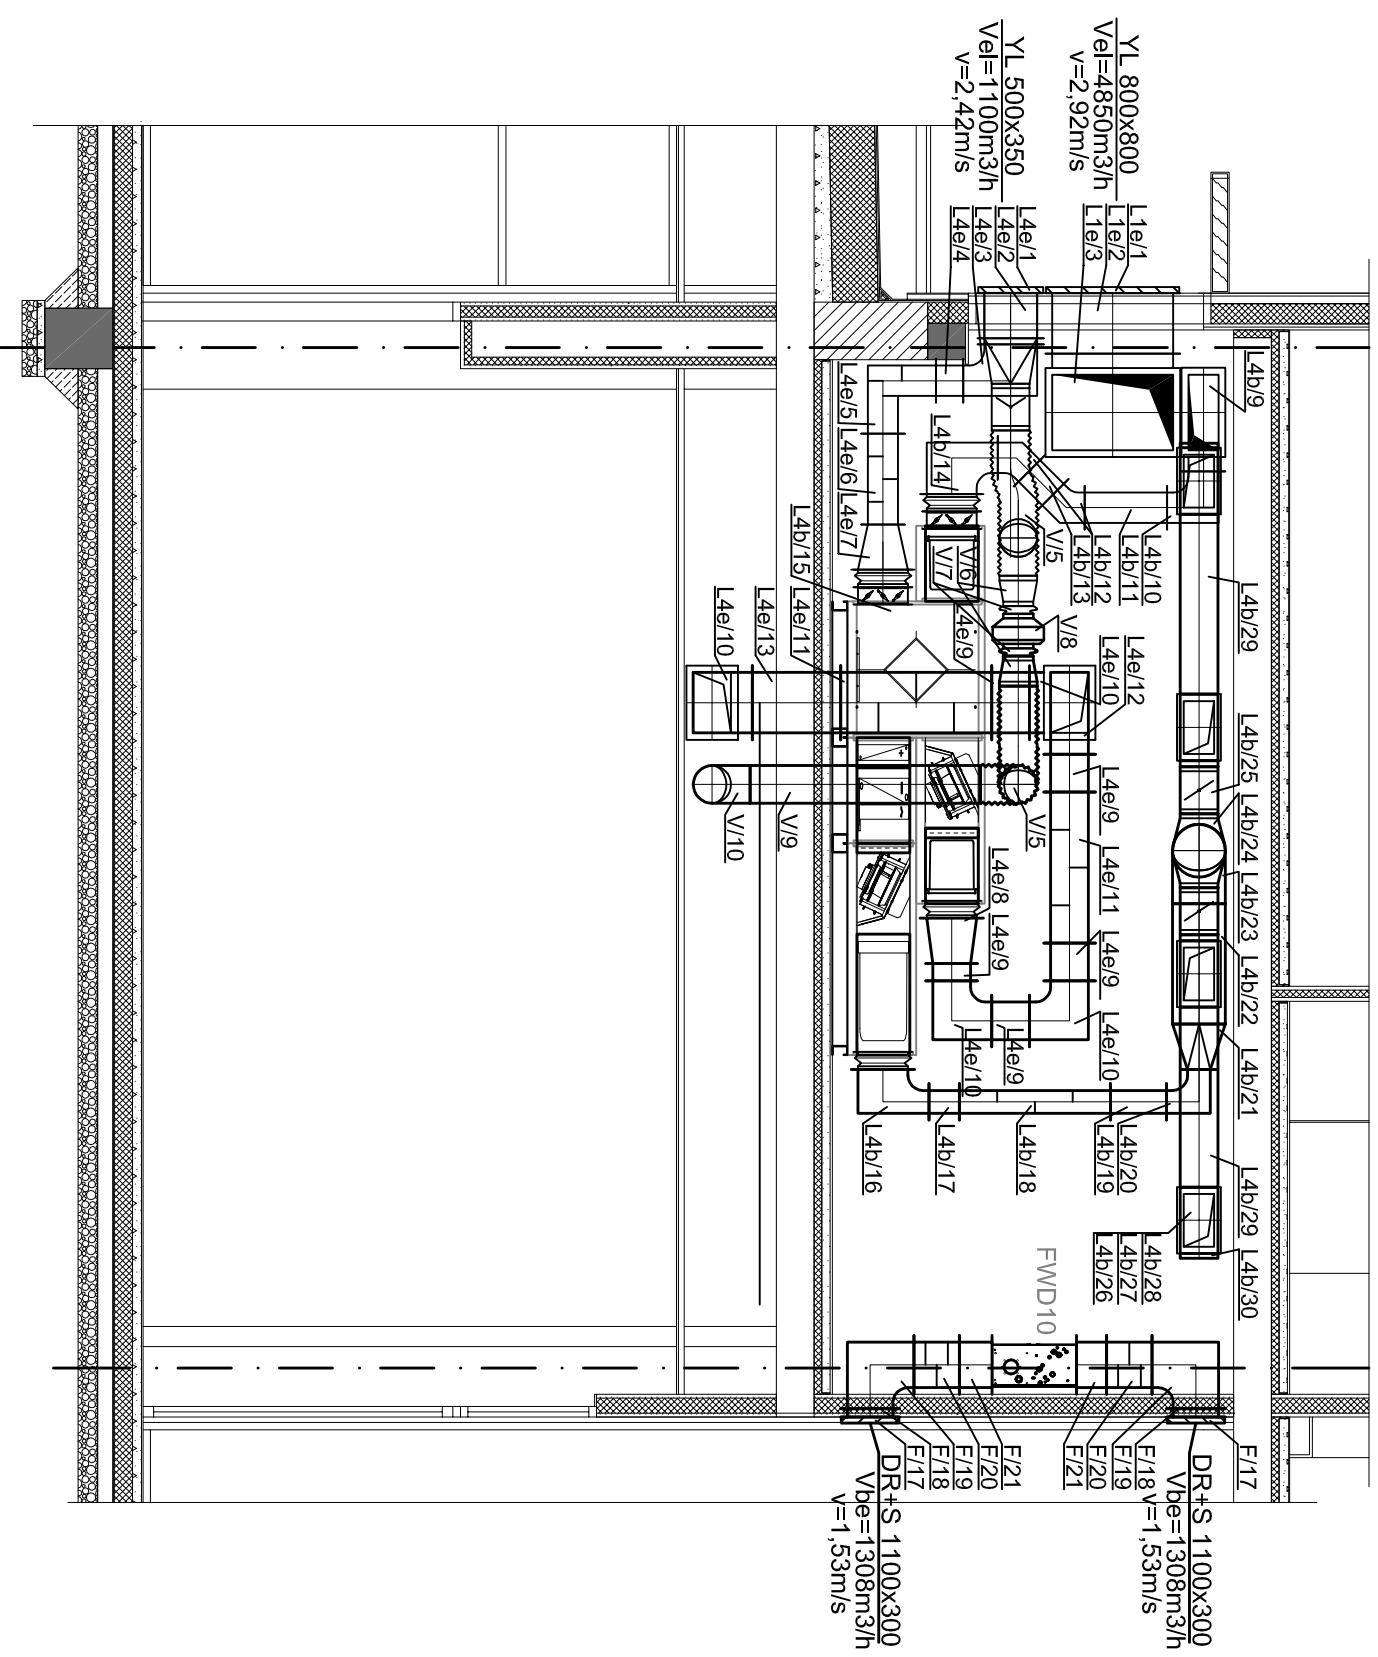 YL 800x800
Vel=4850m3/h
v=2,92m/s
YL 500x350
Vel=1100m3/h
v=2,42m/s
L1e/1
L1e/2
L1e/3
L4e/1
L4e/2
L4e/3
L4e/4
L4b/9
L4e/5
L4e/6
L4e/7
L4b/14
L4b/15
V/5
V/6
V/7
V/8
L4b/10
L4b/11
L4b/12
L4b/13
L4b/29
L4e/9
L4e/10
L4e/12
L4e/11
L4e/13
L4e/10
L4b/25
L4b/24
L4b/23
L4b/22
L4b/21
L4e/9
L4e/11
L4e/9
L4e/10
V/5
V/9
V/10
L4e/8
L4e/9
L4e/9
L4e/10
L4b/16
L4b/17
L4b/18
L4b/20
L4b/19
L4b/29
L4b/30
L4b/28
L4b/27
L4b/26
FWD10
F/17
F/18
F/19
F/20
F/21
F/21
F/20
F/19
F/18
F/17
DR+S 1100x300
Vbe=1308m3/h
v=1,53m/s
DR+S 1100x300
Vbe=1308m3/h
v=1,53m/s